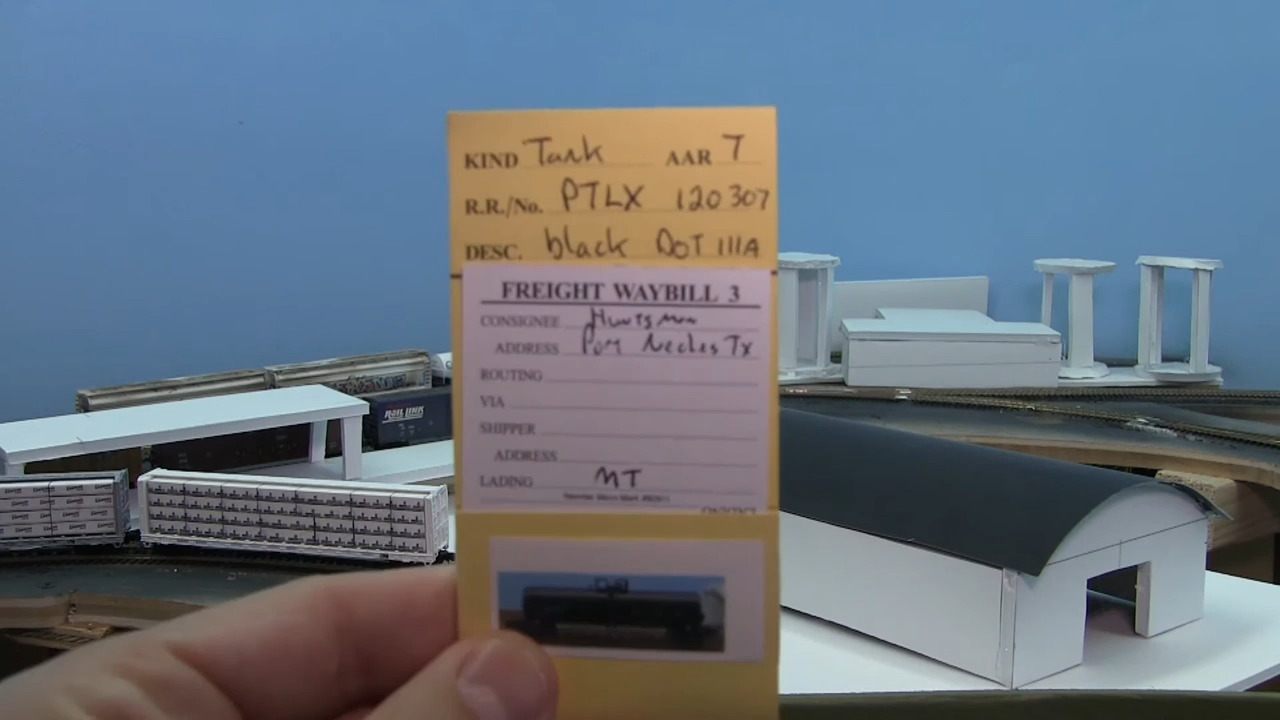 KIND Tank AAR T
R.R./No. PTLX 120307
DESC. black DOT 111A
FREIGHT WAYBILL 3
CONSIGNEE Huntsman
ADDRESS Port Neches Tx
ROUTING
VIA
SHIPPER
ADDRESS
LADING MT
RAIL LINK